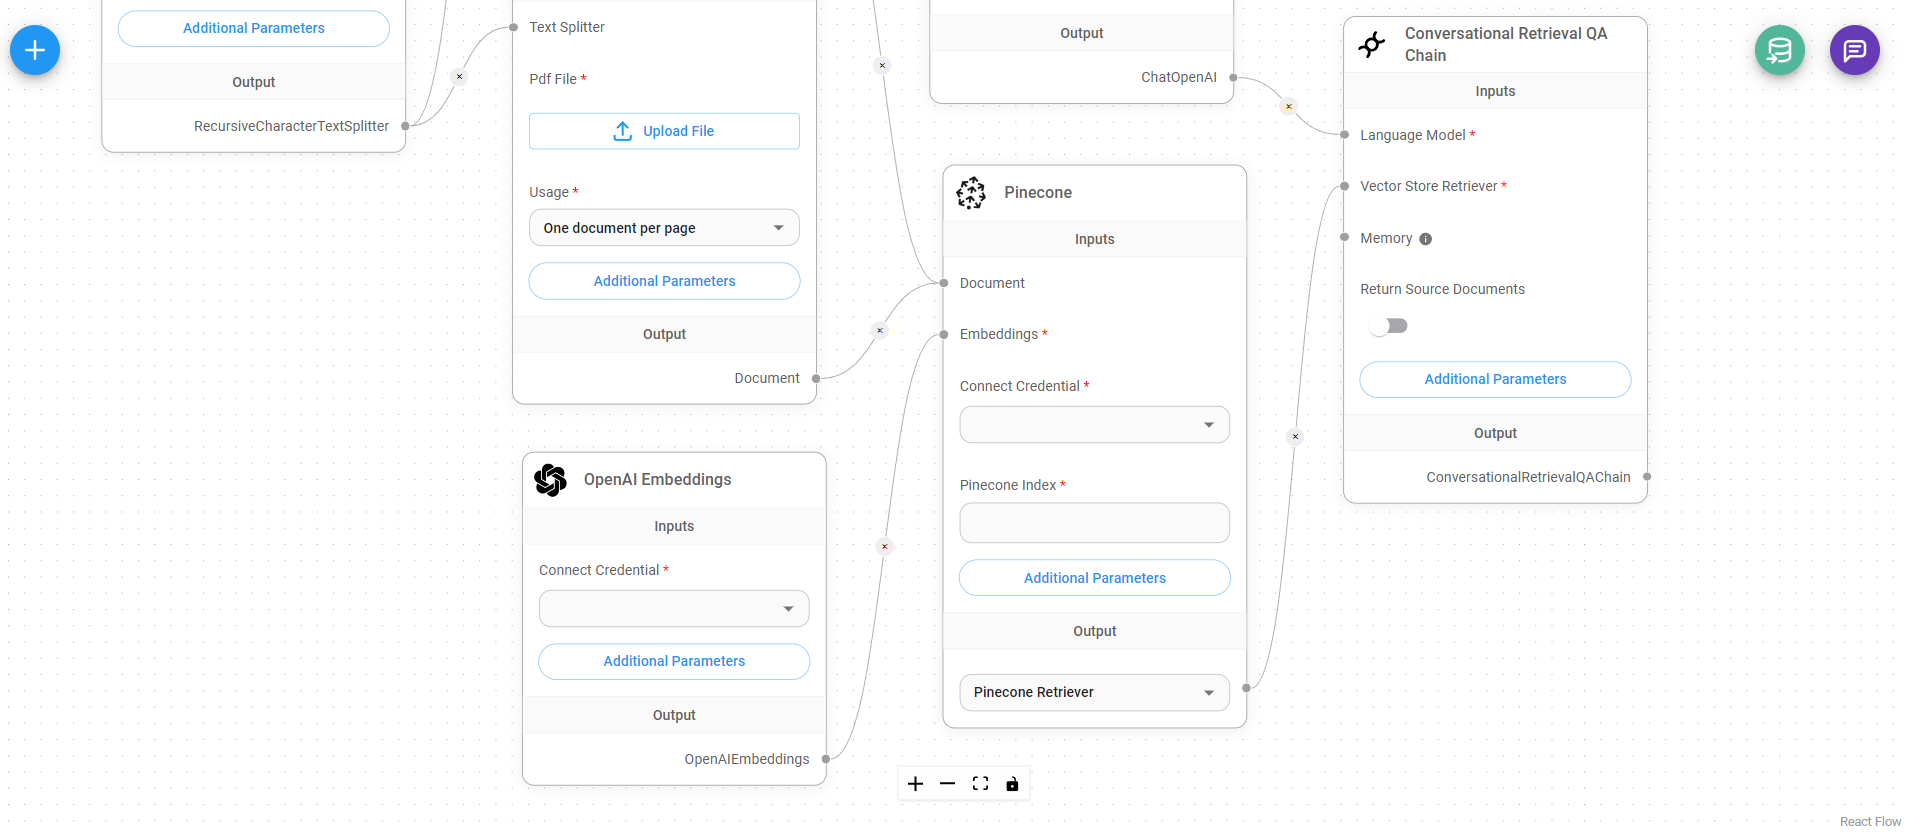 Additional Parameters
Output
RecursiveCharacterTextSplitter
Text Splitter
Pdf File *
Upload File
Usage *
One document per page
Additional Parameters
Output
Document
OpenAI Embeddings
Inputs
Connect Credential *
Additional Parameters
Output
OpenAIEmbeddings
Output
ChatOpenAI
Pinecone
Inputs
Document
Embeddings *
Connect Credential *
Pinecone Index *
Additional Parameters
Output
Pinecone Retriever
Conversational Retrieval QA
Chain
Inputs
Language Model *
Vector Store Retriever *
Memory
Return Source Documents
Additional Parameters
Output
ConversationalRetrievalQAChain
React Flow